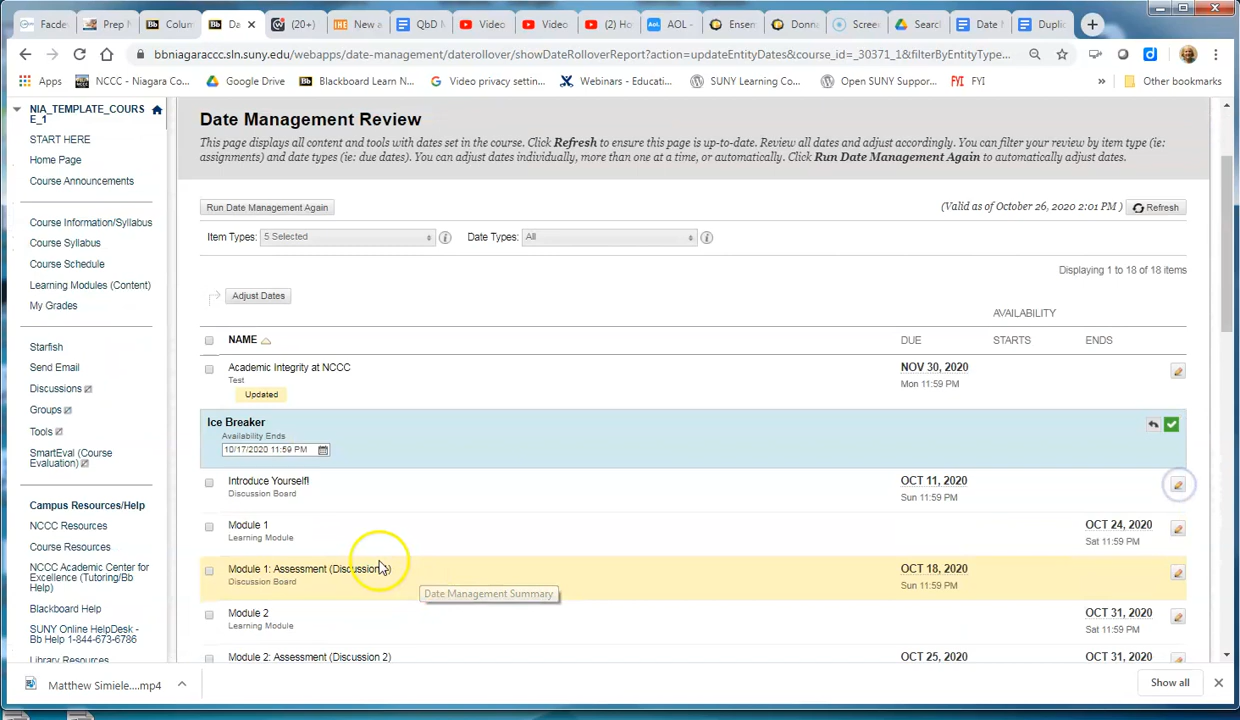 Facde
Prep N
Colum
Da
(20+)
New a
QbD M
Video
Video
(2) Ho
AOL -
Ensen
Donna
Screer
Searc
Date M
Duplic
bbniagaraccc.sln.suny.edu/webapps/date-management/daterollover/showDateRolloverReport?action=updateEntityDates&course_id=_30371_1&filterByEntityType...
Apps
NCCC - Niagara Co...
Google Drive
Blackboard Learn N...
Video privacy settin...
Webinars - Educati...
SUNY Learning Co...
Open SUNY Suppor...
FYI FYI
»
Other bookmarks
NIA_TEMPLATE_COURS
E_1
START HERE
Home Page
Course Announcements
Course Information/Syllabus
Course Syllabus
Course Schedule
Learning Modules (Content)
My Grades
Starfish
Send Email
Discussions
Groups
Tools
SmartEval (Course
Evaluation)
Campus Resources/Help
NCCC Resources
Course Resources
NCCC Academic Center for
Excellence (Tutoring/Bb
Help)
Blackboard Help
SUNY Online HelpDesk -
Bb Help 1-844-673-6786
Library Resources
Date Management Review
This page displays all content and tools with dates set in the course. Click Refresh to ensure this page is up-to-date. Review all dates and adjust accordingly. You can filter your review by item type (ie:
assignments) and date types (ie: due dates). You can adjust dates individually, more than one at a time, or automatically. Click Run Date Management Again to automatically adjust dates.
Run Date Management Again
(Valid as of October 26, 2020 2:01 PM )
Refresh
Item Types: 5 Selected
Date Types: All
Displaying 1 to 18 of 18 items
Adjust Dates
AVAILABILITY
NAME DUE STARTS ENDS
Academic Integrity at NCCC NOV 30, 2020
Test Mon 11:59 PM
Updated
Ice Breaker
Availability Ends
10/17/2020 11:59 PM
Introduce Yourself! OCT 11, 2020
Discussion Board Sun 11:59 PM
Module 1 OCT 24, 2020
Learning Module Sat 11:59 PM
Module 1: Assessment (Discussion OCT 18, 2020
Discussion Board Sun 11:59 PM
Date Management Summary
Module 2 OCT 31, 2020
Learning Module Sat 11:59 PM
Module 2: Assessment (Discussion 2) OCT 25, 2020 OCT 31, 2020
Matthew Simiele....mp4
Show all